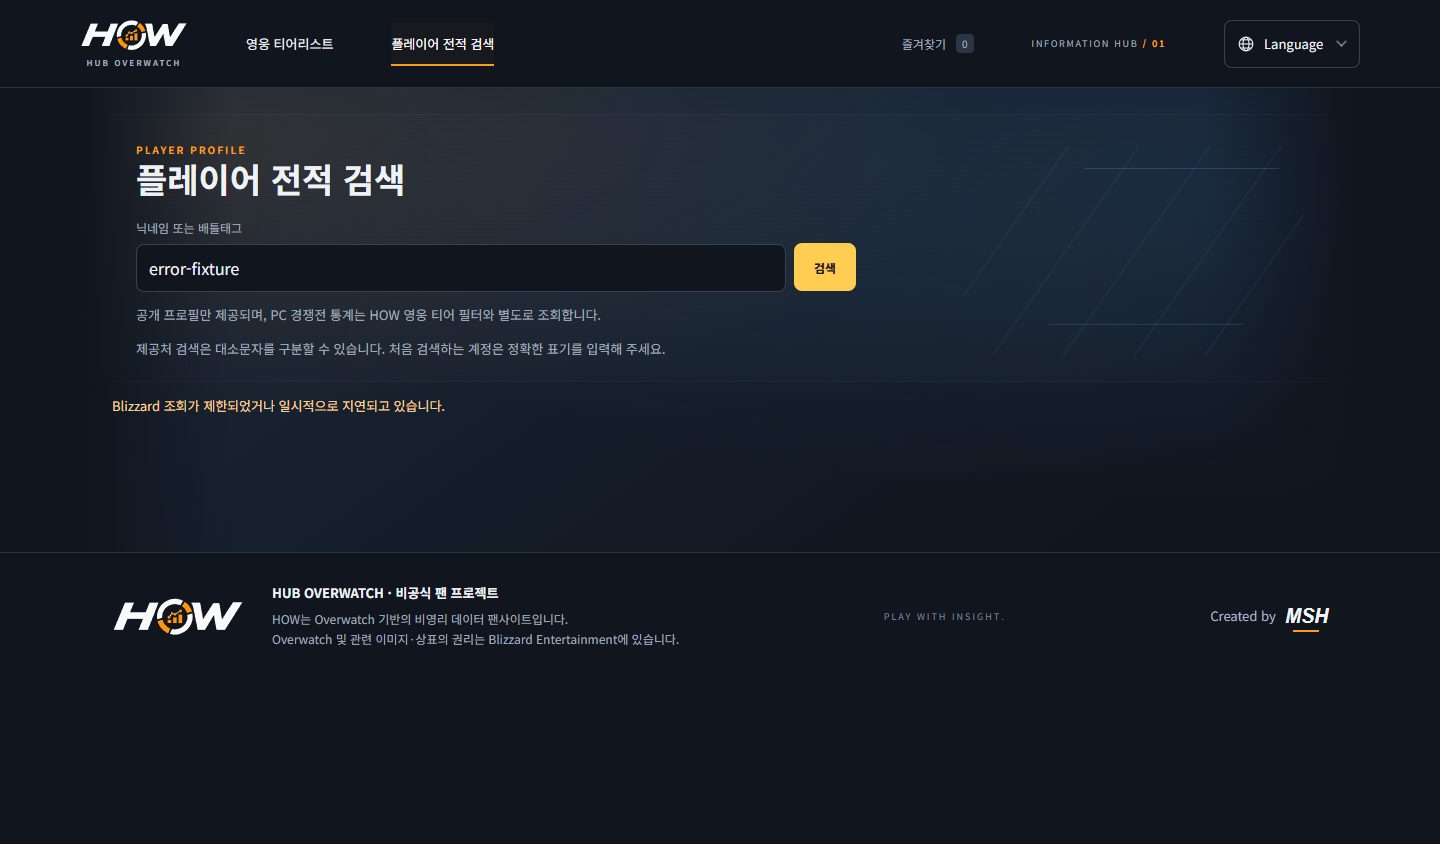 HOW
HUB OVERWATCH
영웅 티어리스트
플레이어 전적 검색
즐겨찾기 0
INFORMATION HUB / 01
Language
PLAYER PROFILE
플레이어 전적 검색
닉네임 또는 배틀태그
error-fixture
검색
공개 프로필만 제공되며, PC 경쟁전 통계는 HOW 영웅 티어 필터와 별도로 조회합니다.
제공처 검색은 대소문자를 구분할 수 있습니다. 처음 검색하는 계정은 정확한 표기를 입력해 주세요.
Blizzard 조회가 제한되었거나 일시적으로 지연되고 있습니다.
HOW
HUB OVERWATCH · 비공식 팬 프로젝트
HOW는 Overwatch 기반의 비영리 데이터 팬사이트입니다.
Overwatch 및 관련 이미지·상표의 권리는 Blizzard Entertainment에 있습니다.
PLAY WITH INSIGHT.
Created by MSH